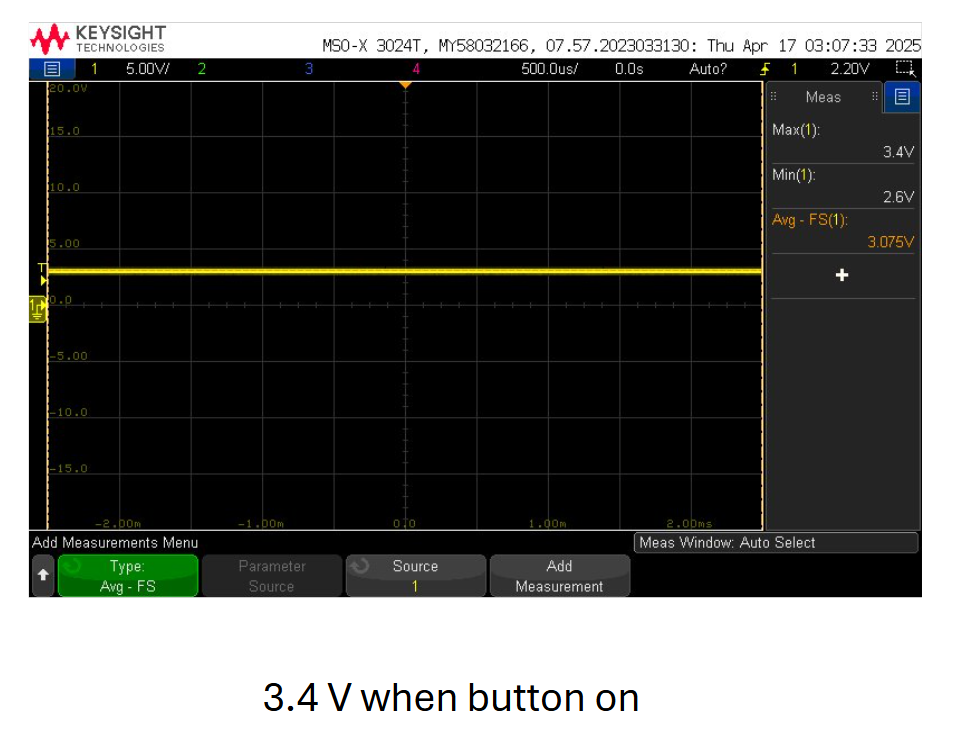 KEYSIGHT
TECHNOLOGIES
MSO-X 3024T, MY58032166, 07.57.2023033130: Thu Apr 17 03:07:33 2025
1 5.00V/ 2 3 4 500.0us/ 0.0s Auto? 1 2.20V
20.0V
15.0
10.0
5.00
T
1
0.0
-5.00
-10.0
-15.0
-2.00m -1.00m 0.0 1.00m 2.00ms
Meas
Max(1):
3.4V
Min(1):
2.6V
Avg - FS(1):
3.075V
+
Add Measurements Menu
Meas Window: Auto Select
Type:
Avg - FS
Parameter
Source
Source
1
Add
Measurement
3.4 V when button on